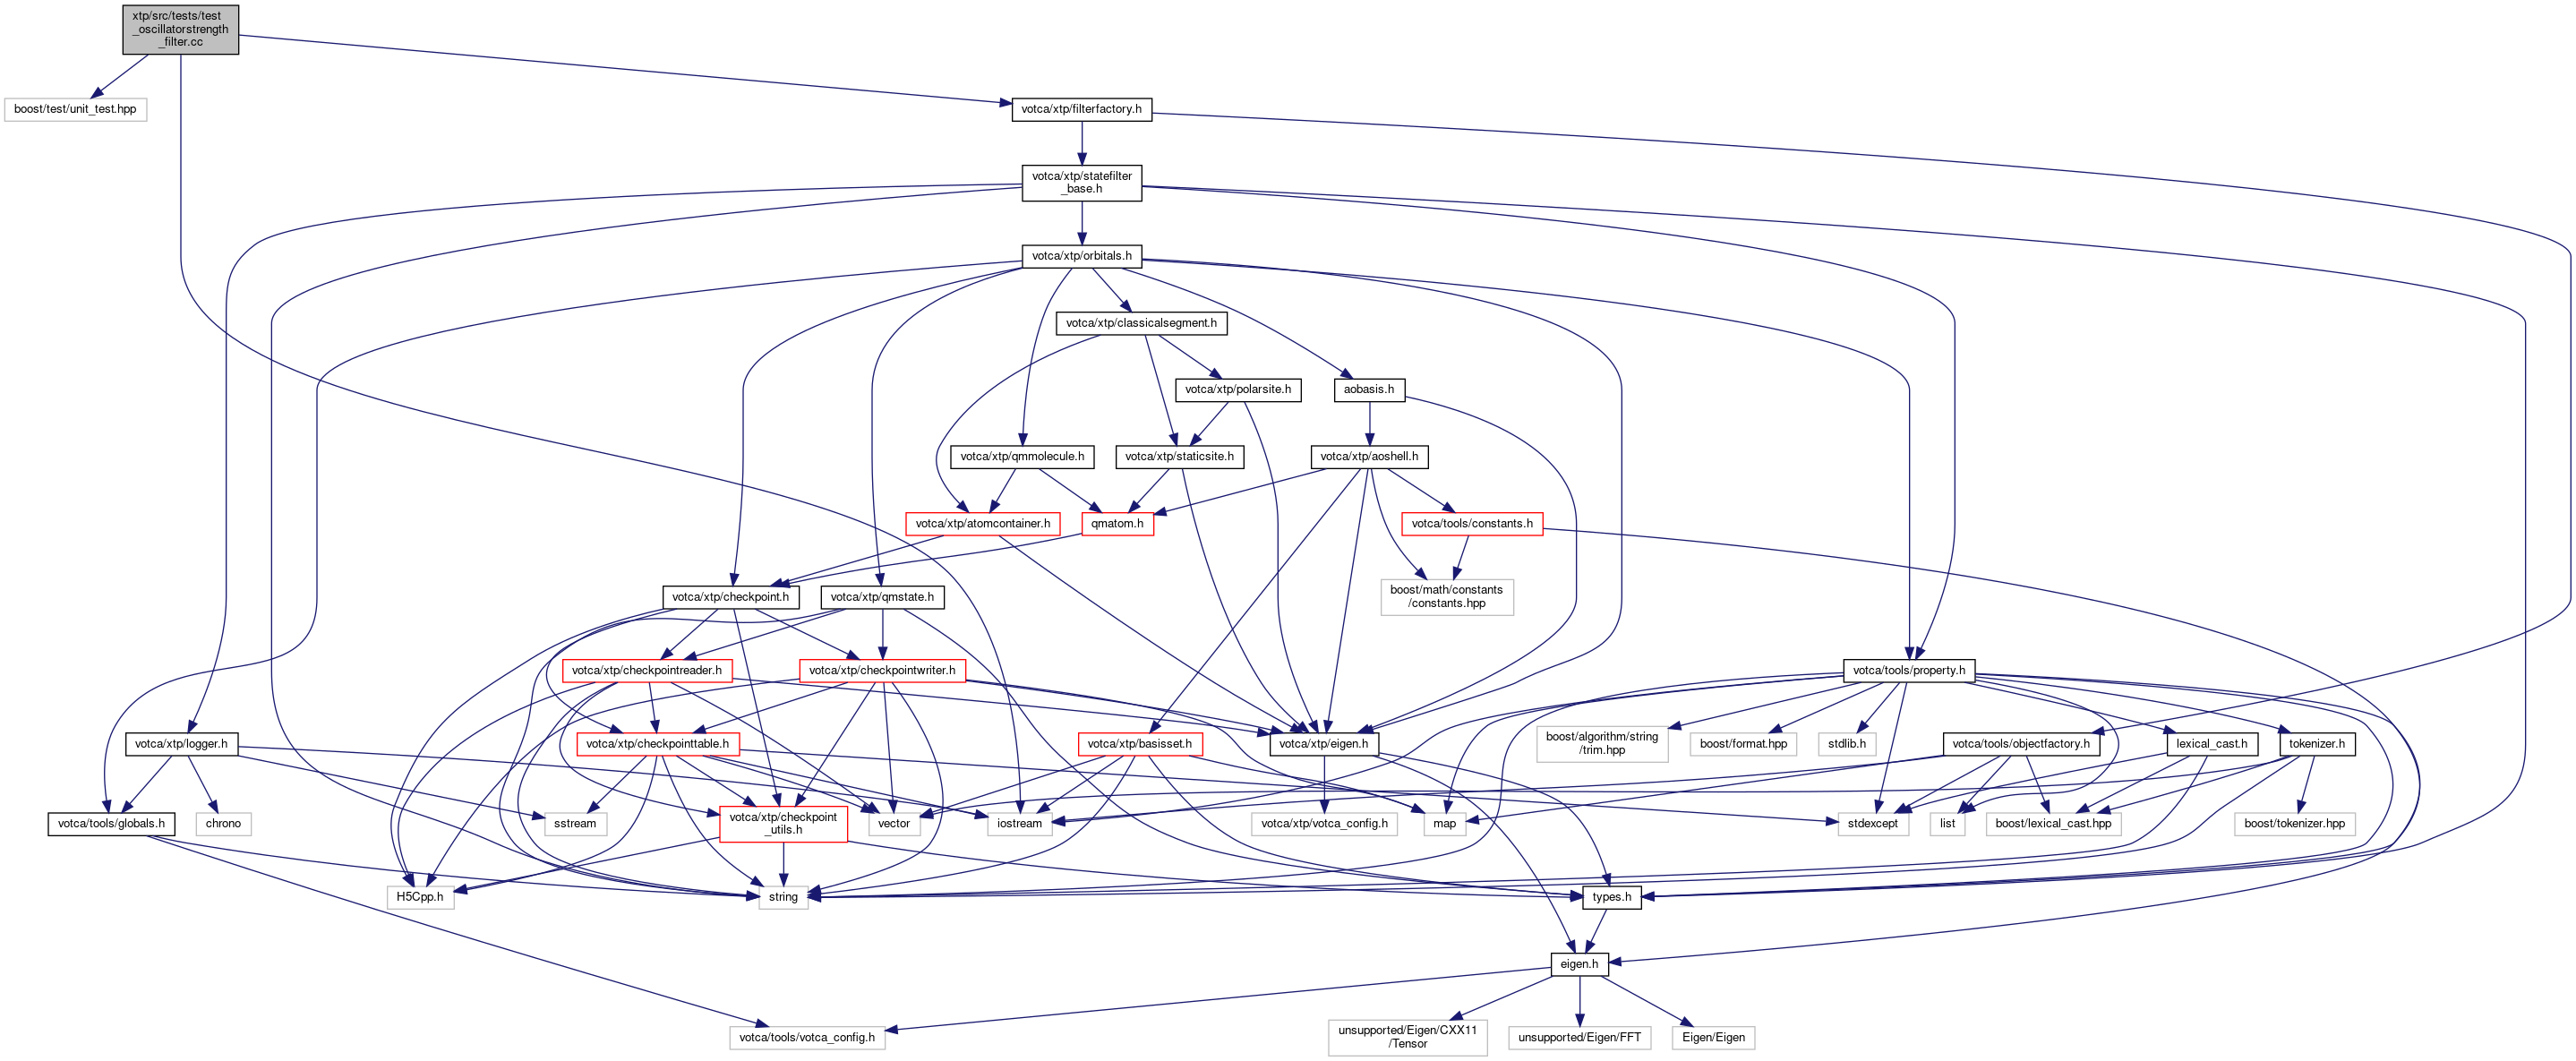 xtp/src/tests/test
_oscillatorstrength
_filter.cc
boost/test/unit_test.hpp
votca/xtp/filterfactory.h
votca/xtp/statefilter
_base.h
votca/xtp/orbitals.h
votca/xtp/classicalsegment.h
votca/xtp/polarsite.h
aobasis.h
votca/xtp/qmmolecule.h
votca/xtp/staticsite.h
votca/xtp/aoshell.h
votca/xtp/atomcontainer.h
qmatom.h
votca/tools/constants.h
votca/xtp/checkpoint.h
votca/xtp/qmstate.h
boost/math/constants
/constants.hpp
votca/xtp/checkpointreader.h
votca/xtp/checkpointwriter.h
votca/tools/property.h
votca/xtp/logger.h
votca/xtp/checkpointtable.h
votca/xtp/basisset.h
votca/xtp/eigen.h
boost/algorithm/string
/trim.hpp
boost/format.hpp
stdlib.h
votca/tools/objectfactory.h
lexical_cast.h
tokenizer.h
votca/tools/globals.h
chrono
sstream
votca/xtp/checkpoint
_utils.h
vector
iostream
votca/xtp/votca_config.h
map
stdexcept
list
boost/lexical_cast.hpp
boost/tokenizer.hpp
H5Cpp.h
string
types.h
eigen.h
votca/tools/votca_config.h
unsupported/Eigen/CXX11
/Tensor
unsupported/Eigen/FFT
Eigen/Eigen